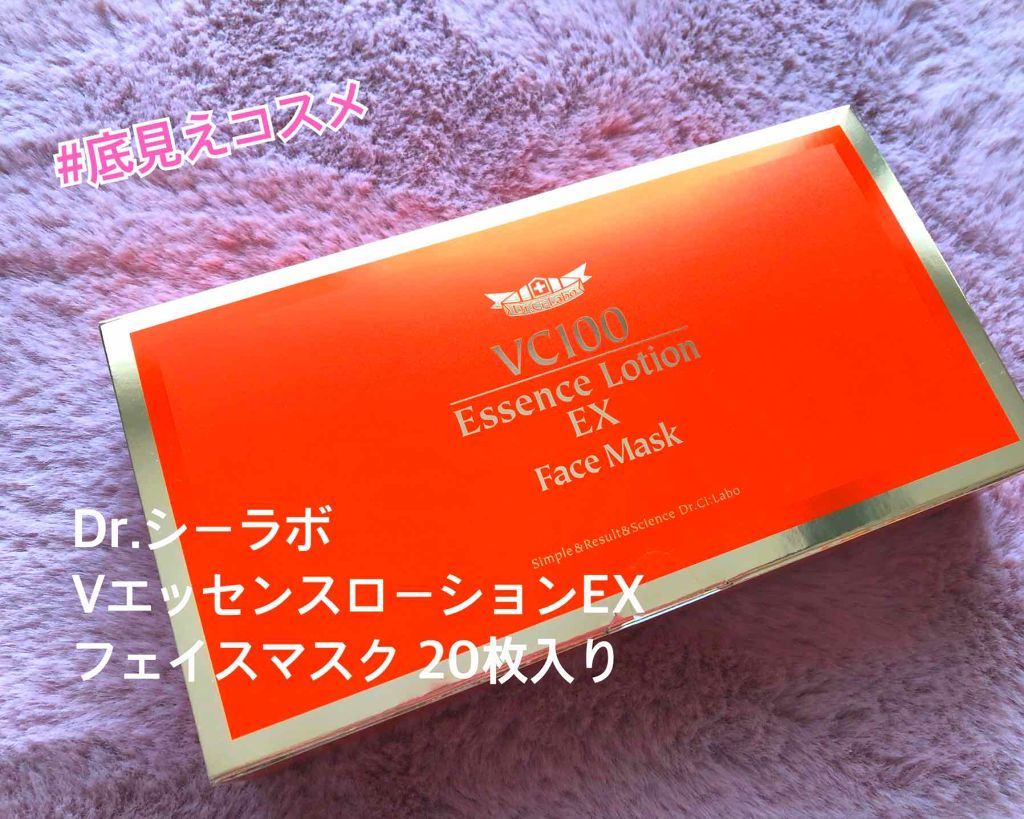 #底見えコスメ
Dr.Ci:Labo
VC100
Essence Lotion
EX
Face Mask
Simple&Result&Science Dr.Ci:Labo
Dr.シーラボ
VエッセンスローションEX
フェイスマスク 20枚入り